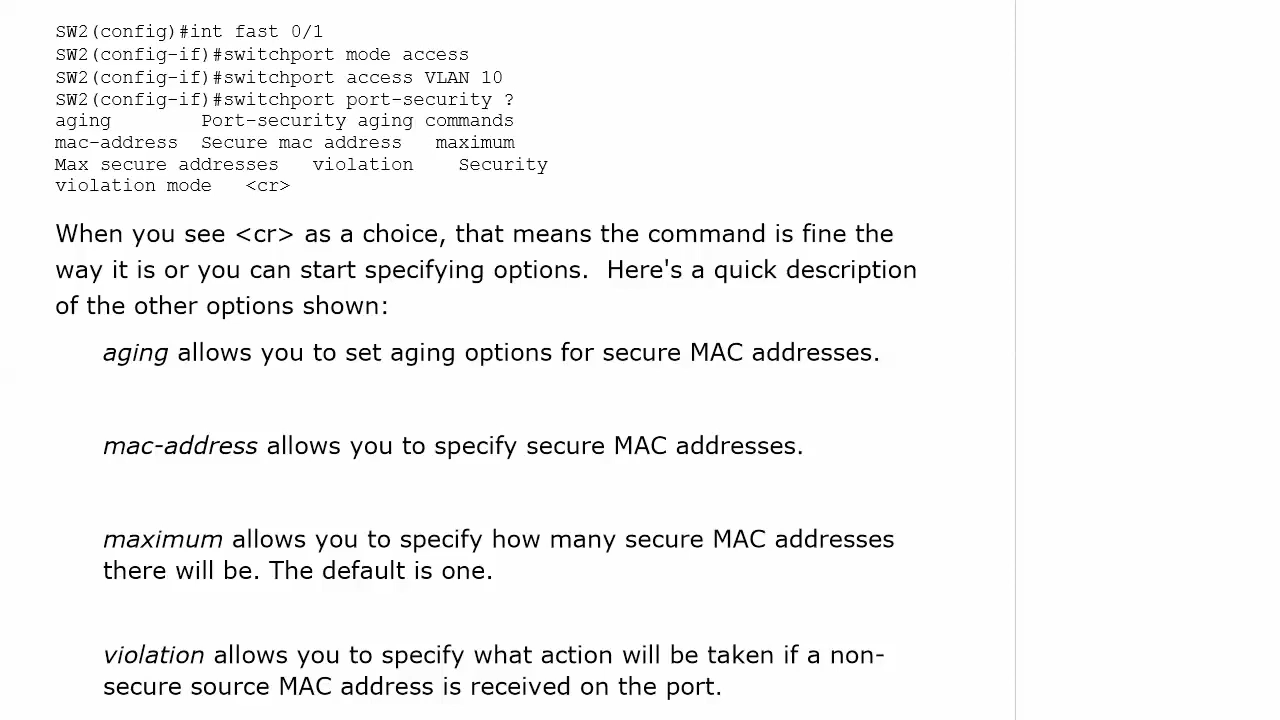 SW2(config)#int fast 0/1
SW2(config-if)#switchport mode access
SW2(config-if)#switchport access VLAN 10
SW2(config-if)#switchport port-security ?
aging        Port-security aging commands
mac-address  Secure mac address   maximum
Max secure addresses   violation    Security
violation mode   <cr>
When you see <cr> as a choice, that means the command is fine the
way it is or you can start specifying options.  Here's a quick description
of the other options shown:
aging allows you to set aging options for secure MAC addresses.
mac-address allows you to specify secure MAC addresses.
maximum allows you to specify how many secure MAC addresses
there will be. The default is one.
violation allows you to specify what action will be taken if a non-
secure source MAC address is received on the port.